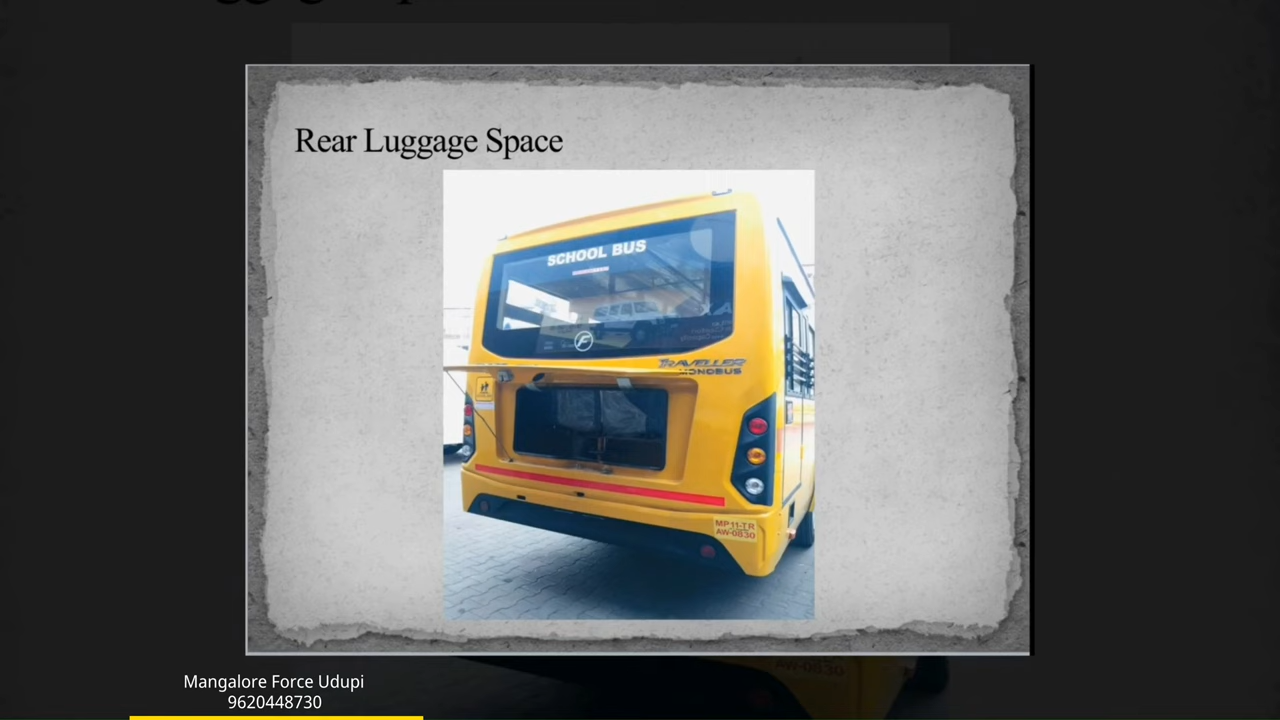 Rear Luggage Space
SCHOOL BUS
F
TRAVELLER
MONOBUS
MP11-TR
AW-0830
Mangalore Force Udupi
9620448730